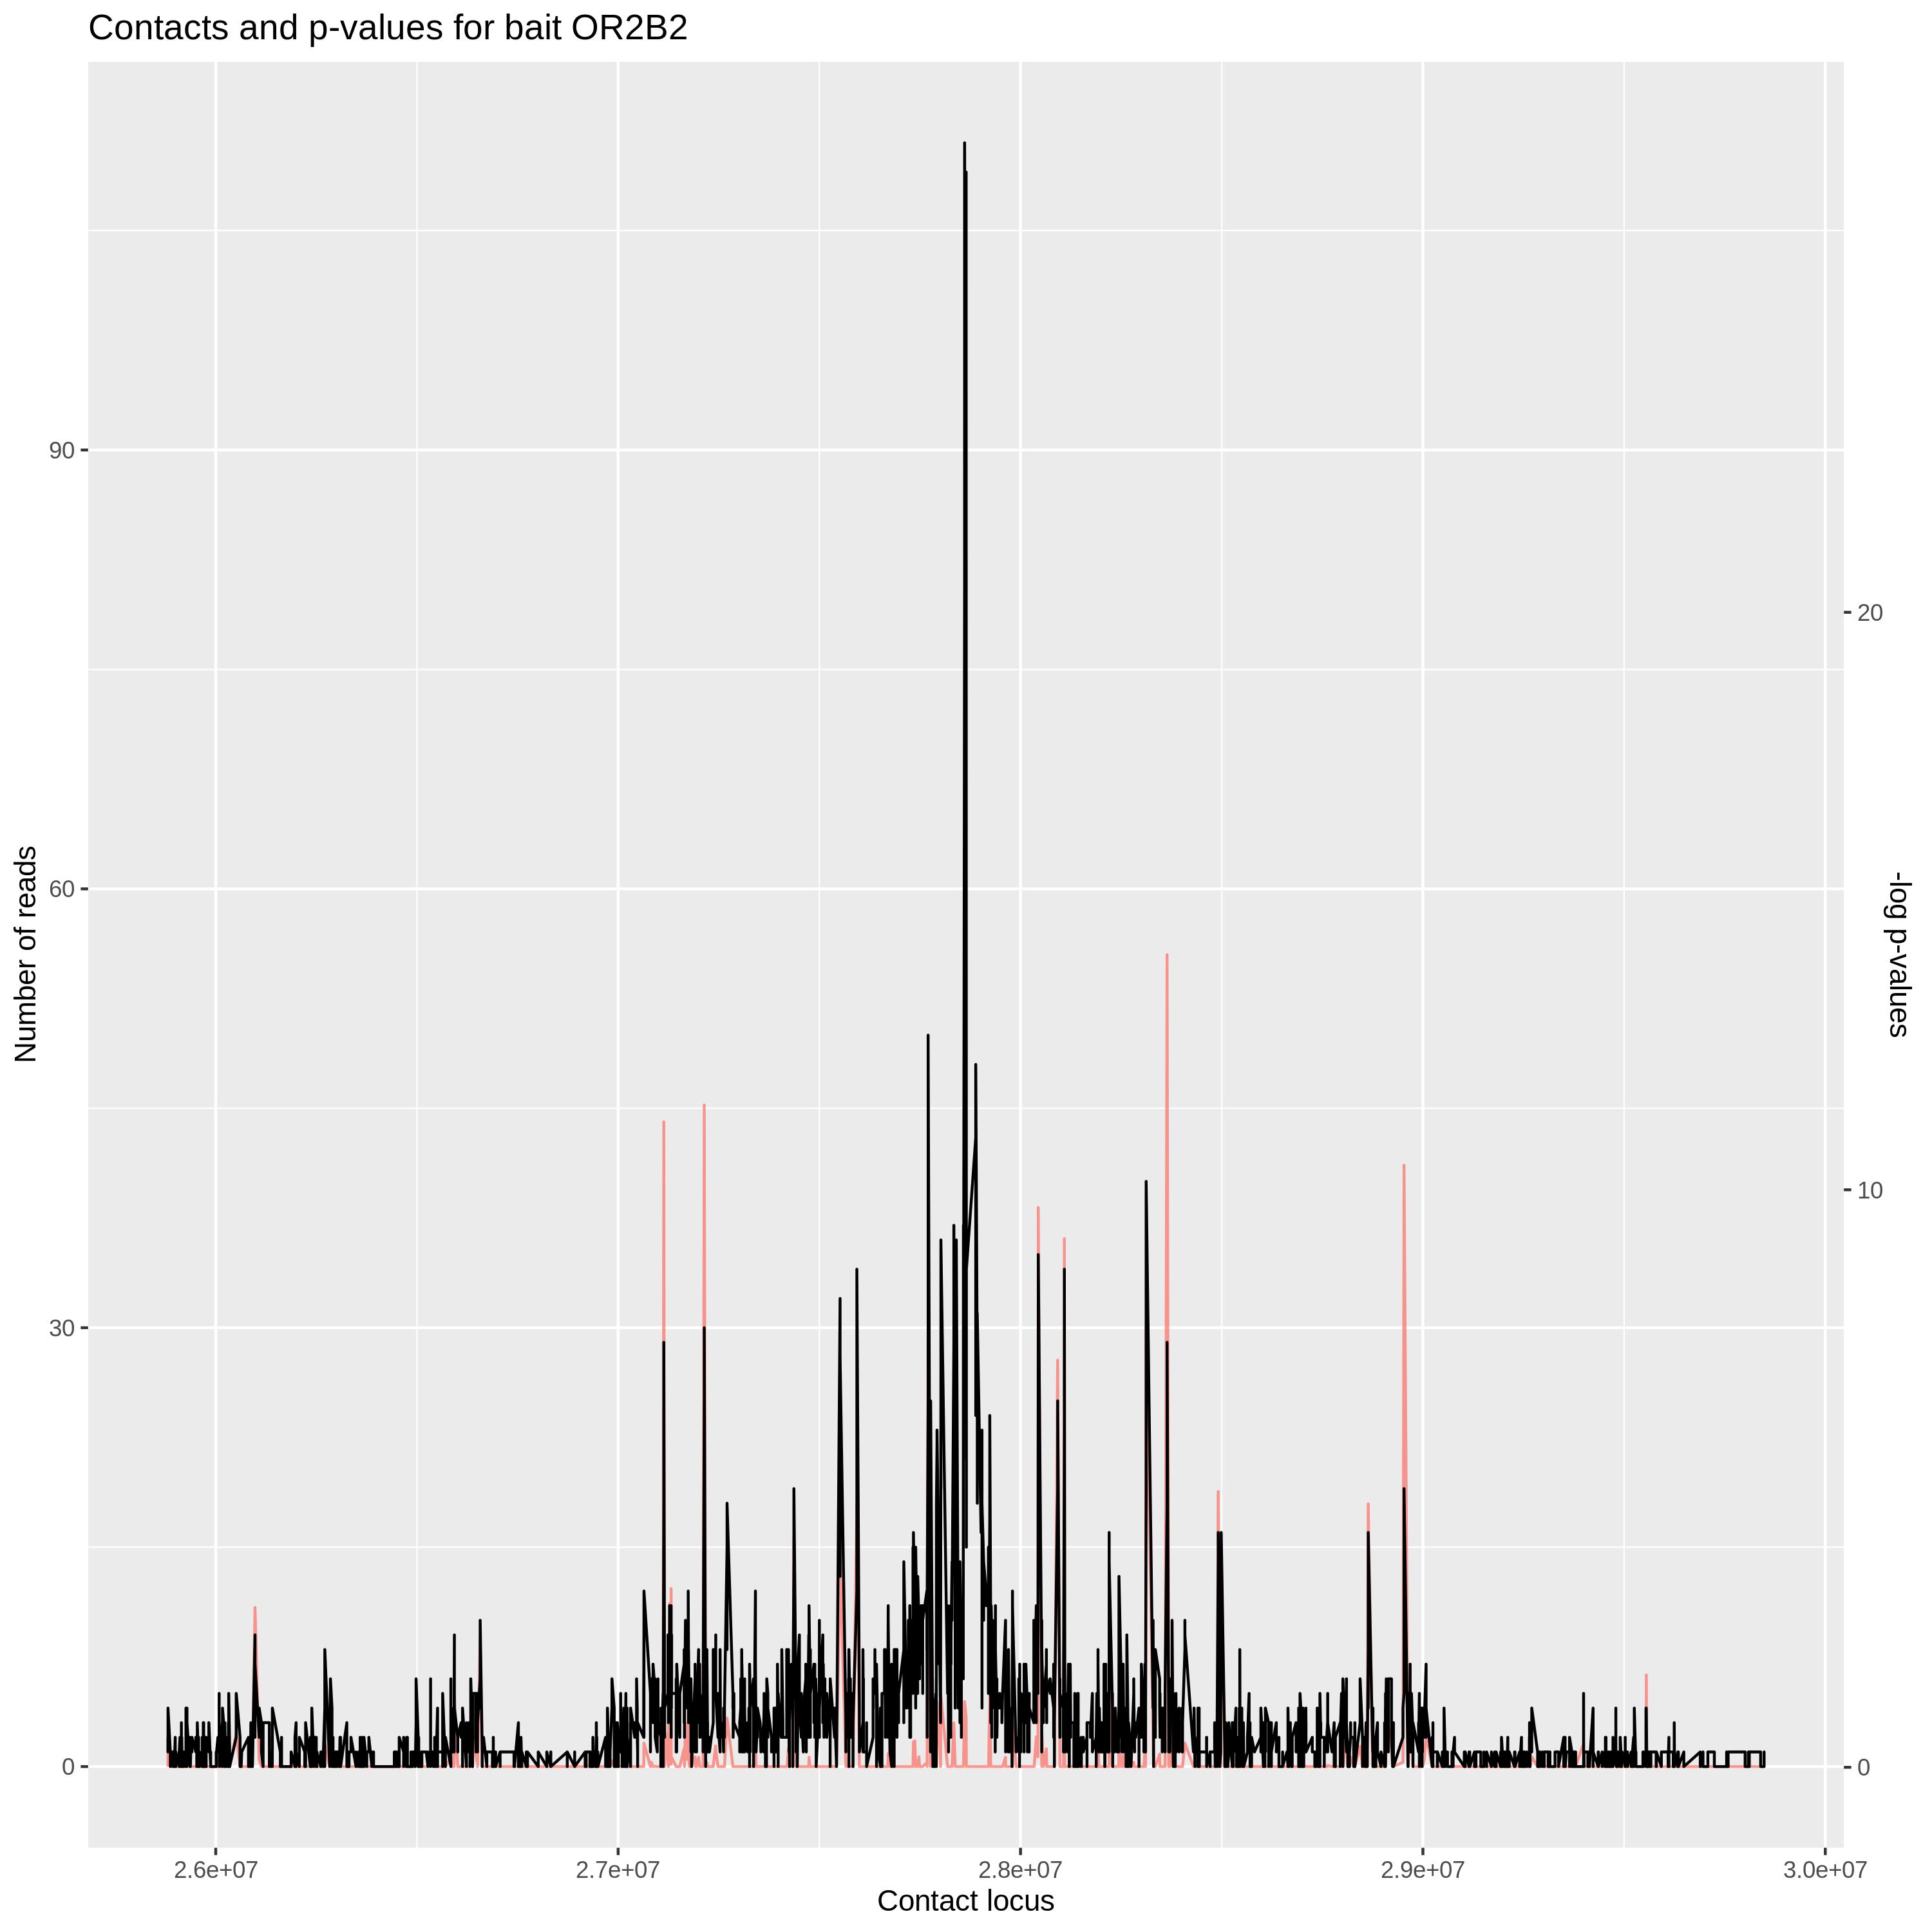 Contacts and p-values for bait OR2B2
90
60
30
0
20
10
0
Number of reads
-log p-values
2.6e+07 2.7e+07 2.8e+07 2.9e+07 3.0e+07
Contact locus